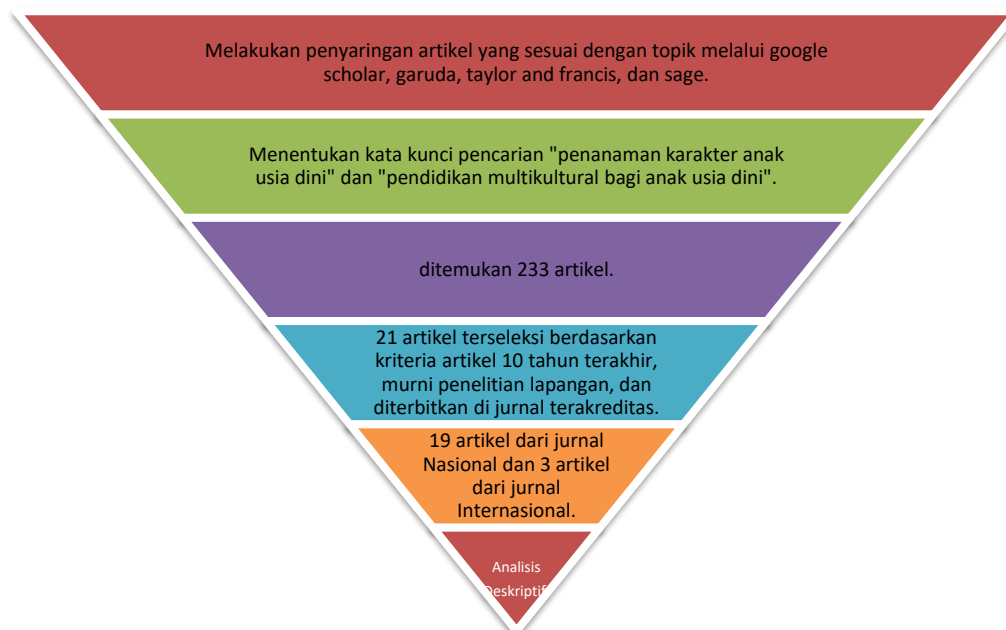 Melakukan penyaringan artikel yang sesuai dengan topik melalui google
scholar, garuda, taylor and francis, dan sage.
Menentukan kata kunci pencarian "penanaman karakter anak
usia dini" dan "pendidikan multikultural bagi anak usia dini".
ditemukan 233 artikel.
21 artikel terseleksi berdasarkan
kriteria artikel 10 tahun terakhir,
murni penelitian lapangan, dan
diterbitkan di jurnal terakreditas.
19 artikel dari jurnal
Nasional dan 3 artikel
dari jurnal
Internasional.
Analisis
Deskriptif